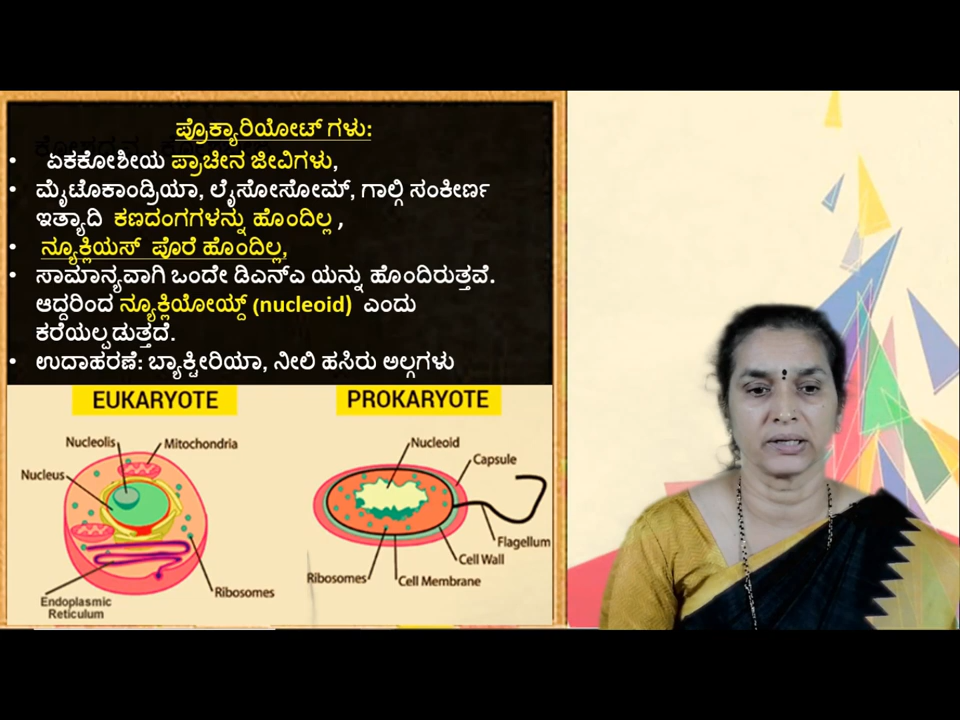 ಪ್ರೊಕ್ಯಾರಿಯೋಟ್ ಗಳು:
• ಏಕಕೋಶೀಯ ಪ್ರಾಚೀನ ಜೀವಿಗಳು,
• ಮೈಟೊಕಾಂಡ್ರಿಯಾ, ಲೈಸೋಸೋಮ್, ಗಾಲ್ಗಿ ಸಂಕೀರ್ಣ
ಇತ್ಯಾದಿ ಕಣದಂಗಗಳನ್ನು ಹೊಂದಿಲ್ಲ ,
• ನ್ಯೂಕ್ಲಿಯಸ್ ಪೊರೆ ಹೊಂದಿಲ್ಲ,
• ಸಾಮಾನ್ಯವಾಗಿ ಒಂದೇ ಡಿಎನ್ಎ ಯನ್ನು ಹೊಂದಿರುತ್ತವೆ.
ಆದ್ದರಿಂದ ನ್ಯೂಕ್ಲಿಯೋಯ್ಡ್ (nucleoid) ಎಂದು
ಕರೆಯಲ್ಪಡುತ್ತದೆ.
• ಉದಾಹರಣೆ: ಬ್ಯಾಕ್ಟೀರಿಯಾ, ನೀಲಿ ಹಸಿರು ಅಲ್ಗಗಳು
EUKARYOTE
Nucleolis
Mitochondria
Nucleus
Ribosomes
Endoplasmic
Reticulum
PROKARYOTE
Nucleoid
Capsule
Flagellum
Cell Wall
Ribosomes
Cell Membrane